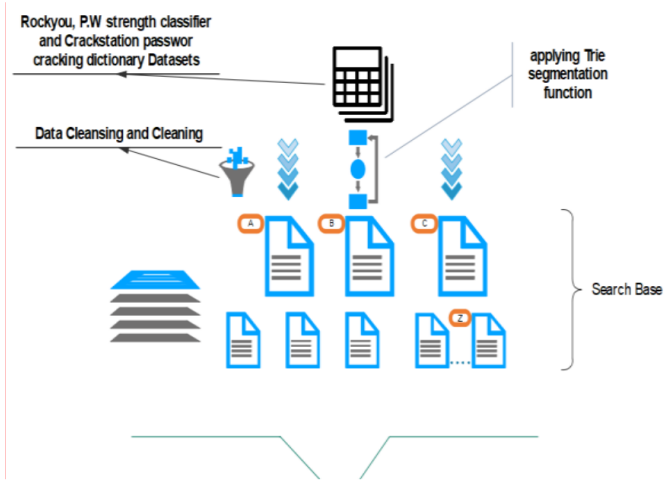 Rockyou, P.W strength classifier
and Crackstation passwor
cracking dictionary Datasets
applying Trie
segmentation
function
Data Cleansing and Cleaning
A
B
C
Search Base
Z